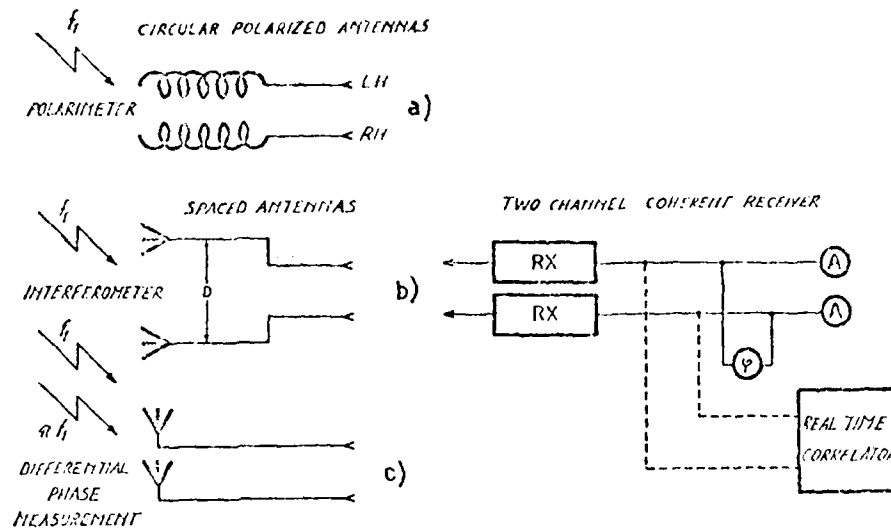 f₁
CIRCULAR POLARIZED ANTENNAS
POLARIMETER
LH
RH
a)
f₁
SPACED ANTENNAS
INTERFEROMETER
D
b)
f₁
n f₁
DIFFERENTIAL
PHASE
MEASUREMENT
c)
TWO CHANNEL COHERENT RECEIVER
RX
A
RX
A
φ
REAL TIME
CORRELATOR